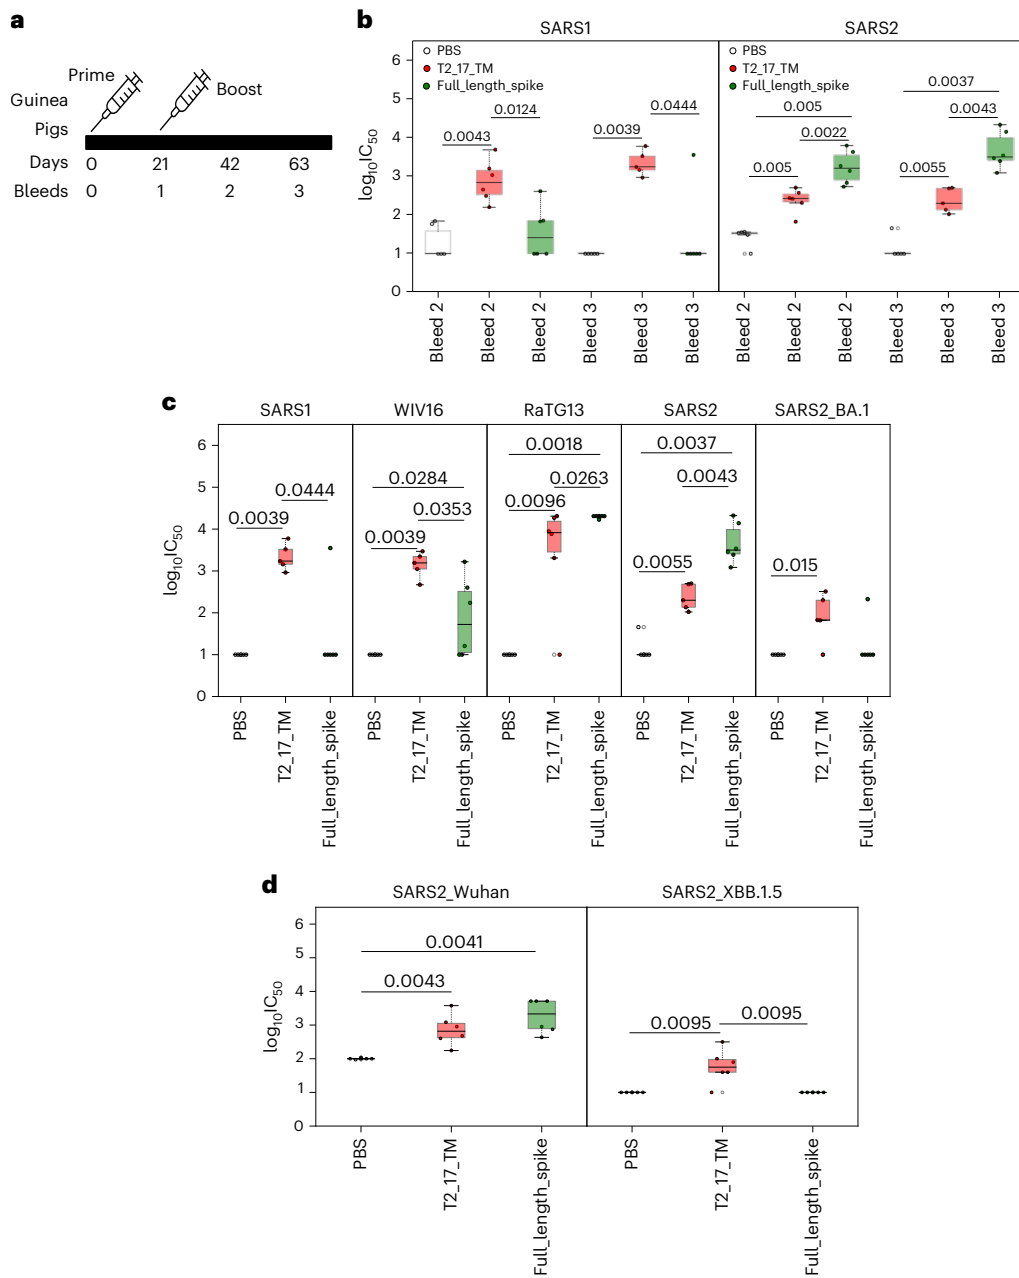 a
Prime
Boost
Guinea
Pigs
Days 0 21 42 63
Bleeds 0 1 2 3
b
SARS1 SARS2
PBS
T2_17_TM
Full_length_spike
PBS
T2_17_TM
Full_length_spike
log10IC50
6
5
4
3
2
1
0
0.0043
0.0124
0.0039
0.0444
0.005
0.005
0.0022
0.0055
0.0037
0.0043
Bleed 2 Bleed 2 Bleed 2 Bleed 3 Bleed 3 Bleed 3 Bleed 2 Bleed 2 Bleed 2 Bleed 3 Bleed 3 Bleed 3
c
SARS1 WIV16 RaTG13 SARS2 SARS2_BA.1
log10IC50
6
5
4
3
2
1
0
0.0039
0.0444
0.0284
0.0353
0.0039
0.0018
0.0263
0.0096
0.0037
0.0043
0.0055
0.015
PBS T2_17_TM Full_length_spike PBS T2_17_TM Full_length_spike PBS T2_17_TM Full_length_spike PBS T2_17_TM Full_length_spike PBS T2_17_TM Full_length_spike
d
SARS2_Wuhan SARS2_XBB.1.5
log10IC50
6
5
4
3
2
1
0
0.0041
0.0043
0.0095
0.0095
PBS T2_17_TM Full_length_spike PBS T2_17_TM Full_length_spike